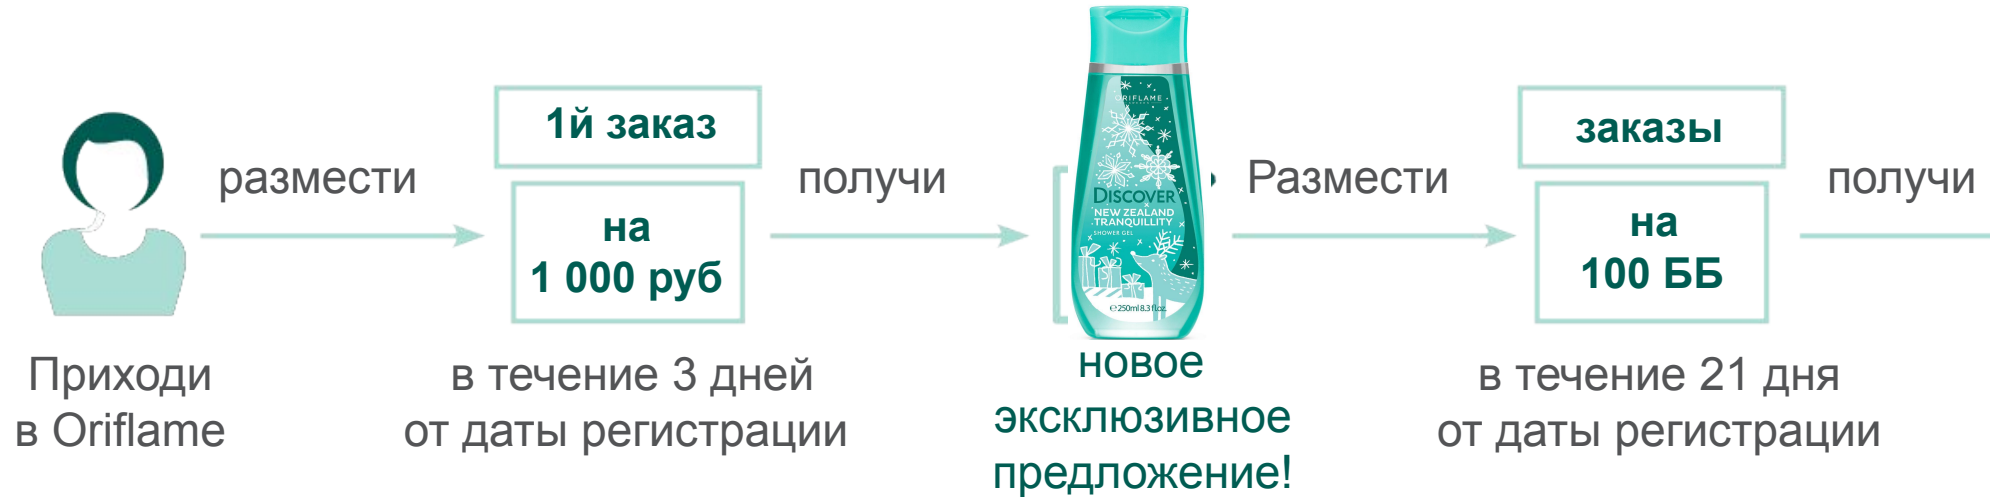 Приходи
в Oriflame
размести
1й заказ
на
1 000 руб
в течение 3 дней
от даты регистрации
получи
ORIFLAME
DISCOVER
NEW ZEALAND
TRANQUILLITY
SHOWER GEL
℮250ml 8.3 fl.oz.
новое
эксклюзивное
предложение!
Размести
заказы
на
100 ББ
в течение 21 дня
от даты регистрации
получи